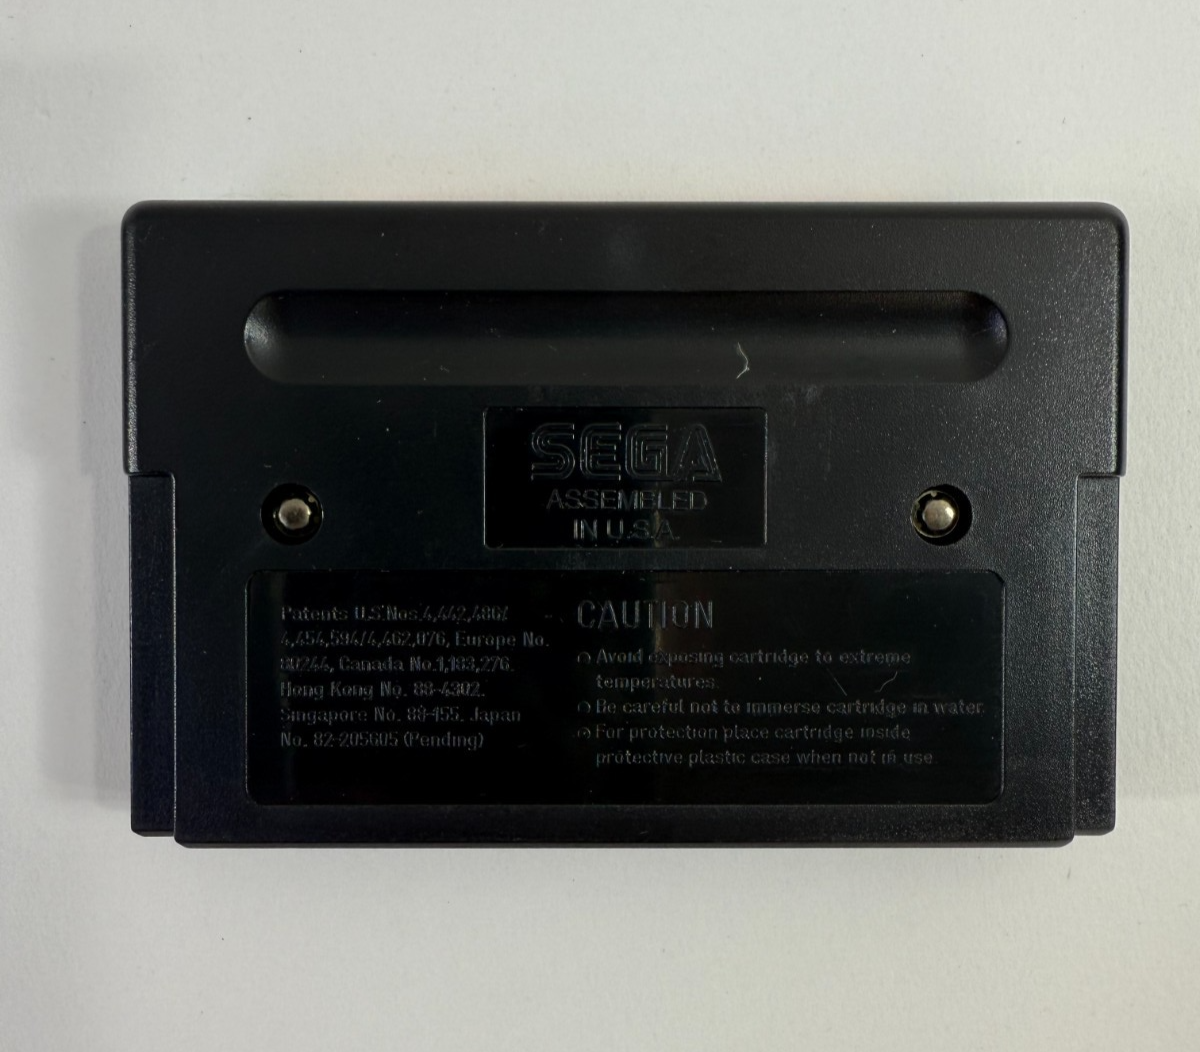 SEGA
ASSEMBLED
IN U.S.A.
Patents U.S. Nos. 4,442,486/
4,454,594/4,462,076, Europe No.
80244, Canada No. 1,183,276.
Hong Kong No. 88-4302.
Singapore No. 88-155. Japan
No. 82-205605 (Pending)
CAUTION
○ Avoid exposing cartridge to extreme
temperatures.
○ Be careful not to immerse cartridge in water.
○ For protection place cartridge inside
protective plastic case when not in use.